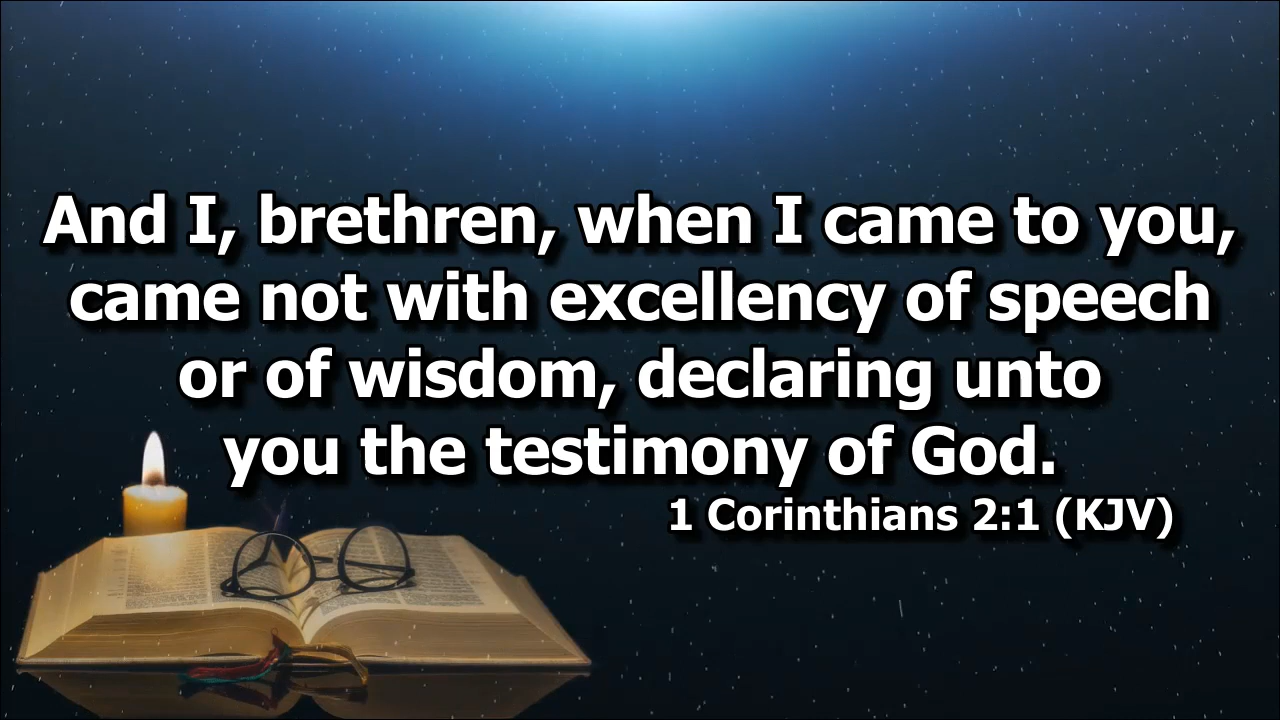 And I, brethren, when I came to you,
came not with excellency of speech
or of wisdom, declaring unto
you the testimony of God.
1 Corinthians 2:1 (KJV)